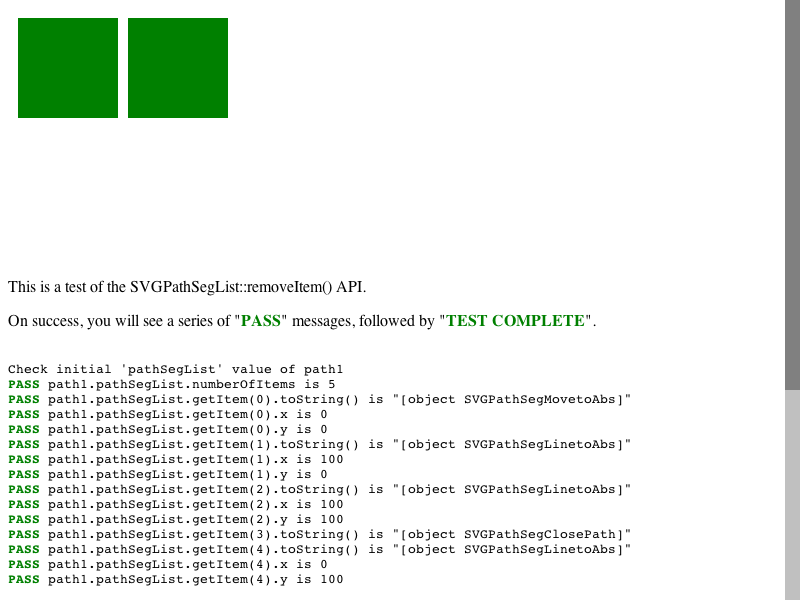 This is a test of the SVGPathSegList::removeItem() API.
On success, you will see a series of "PASS" messages, followed by "TEST COMPLETE".
Check initial 'pathSegList' value of path1
PASS path1.pathSegList.numberOfItems is 5
PASS path1.pathSegList.getItem(0).toString() is "[object SVGPathSegMovetoAbs]"
PASS path1.pathSegList.getItem(0).x is 0
PASS path1.pathSegList.getItem(0).y is 0
PASS path1.pathSegList.getItem(1).toString() is "[object SVGPathSegLinetoAbs]"
PASS path1.pathSegList.getItem(1).x is 100
PASS path1.pathSegList.getItem(1).y is 0
PASS path1.pathSegList.getItem(2).toString() is "[object SVGPathSegLinetoAbs]"
PASS path1.pathSegList.getItem(2).x is 100
PASS path1.pathSegList.getItem(2).y is 100
PASS path1.pathSegList.getItem(3).toString() is "[object SVGPathSegClosePath]"
PASS path1.pathSegList.getItem(4).toString() is "[object SVGPathSegLinetoAbs]"
PASS path1.pathSegList.getItem(4).x is 0
PASS path1.pathSegList.getItem(4).y is 100